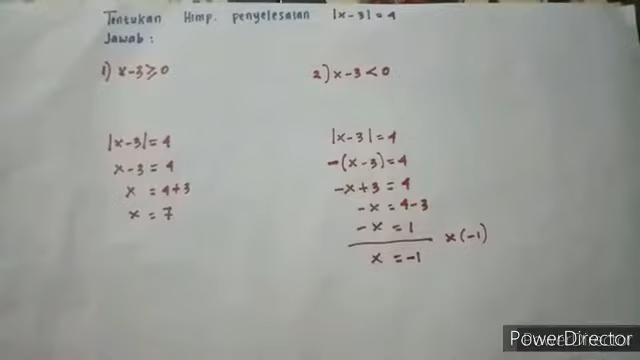 Tentukan Himp. penyelesaian |x-3| = 4
Jawab :
1) x-3≥0
|x-3| = 4
x-3 = 4
x = 4+3
x = 7
2) x-3<0
|x-3| = 4
-(x-3) = 4
-x+3 = 4
-x = 4-3
-x = 1
x (-1)
x = -1
PowerDirector